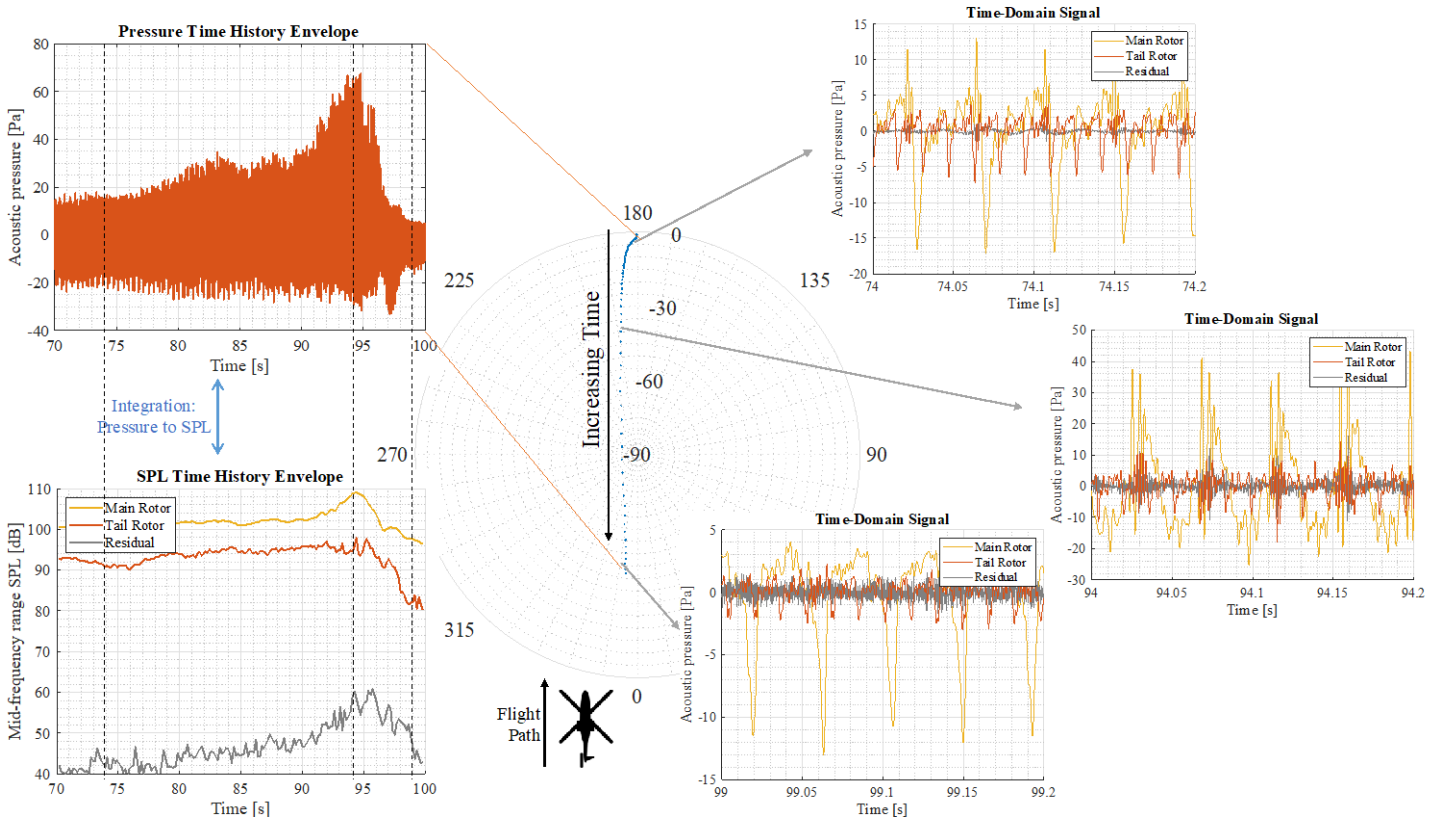 Pressure Time History Envelope
80
60
40
20
0
-20
-40
Acoustic pressure [Pa]
70 75 80 85 90 95 100
Time [s]
Integration:
Pressure to SPL
SPL Time History Envelope
110
100
90
80
70
60
50
40
Mid-frequency range SPL [dB]
Main Rotor
Tail Rotor
Residual
70 75 80 85 90 95 100
Time [s]
180
135
90
0
315
270
225
0
-30
-60
-90
Increasing Time
Flight
Path
Time-Domain Signal
15
10
5
0
-5
-10
-15
-20
Acoustic pressure [Pa]
Main Rotor
Tail Rotor
Residual
74 74.05 74.1 74.15 74.2
Time [s]
Time-Domain Signal
50
40
30
20
10
0
-10
-20
-30
Acoustic pressure [Pa]
Main Rotor
Tail Rotor
Residual
94 94.05 94.1 94.15 94.2
Time [s]
Time-Domain Signal
5
0
-5
-10
-15
Acoustic pressure [Pa]
Main Rotor
Tail Rotor
Residual
99 99.05 99.1 99.15 99.2
Time [s]